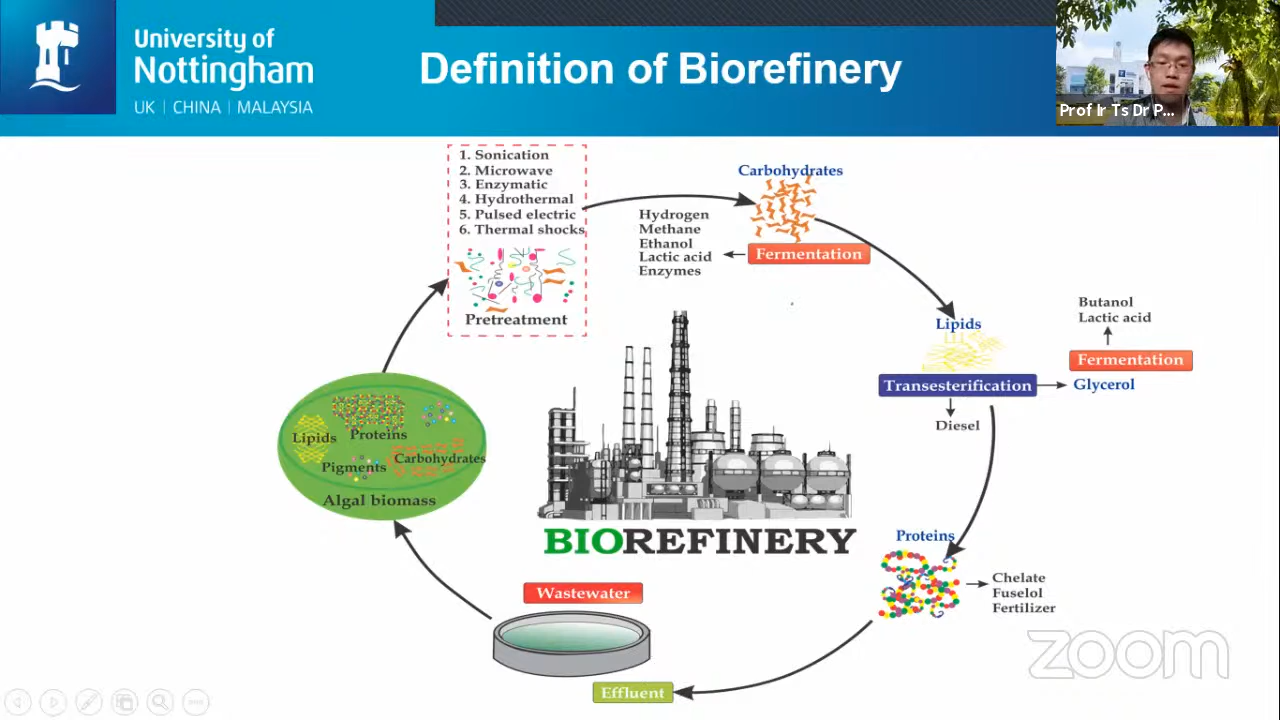 University of
Nottingham
UK | CHINA | MALAYSIA
Definition of Biorefinery
Prof Ir Ts Dr P...
1. Sonication
2. Microwave
3. Enzymatic
4. Hydrothermal
5. Pulsed electric
6. Thermal shocks
Pretreatment
Carbohydrates
Hydrogen
Methane
Ethanol
Lactic acid
Enzymes
Fermentation
Lipids
Transesterification
Diesel
Butanol
Lactic acid
Fermentation
Glycerol
Lipids
Proteins
Pigments
Carbohydrates
Algal biomass
BIOREFINERY
Proteins
Chelate
Fuselol
Fertilizer
Wastewater
Effluent
zoom